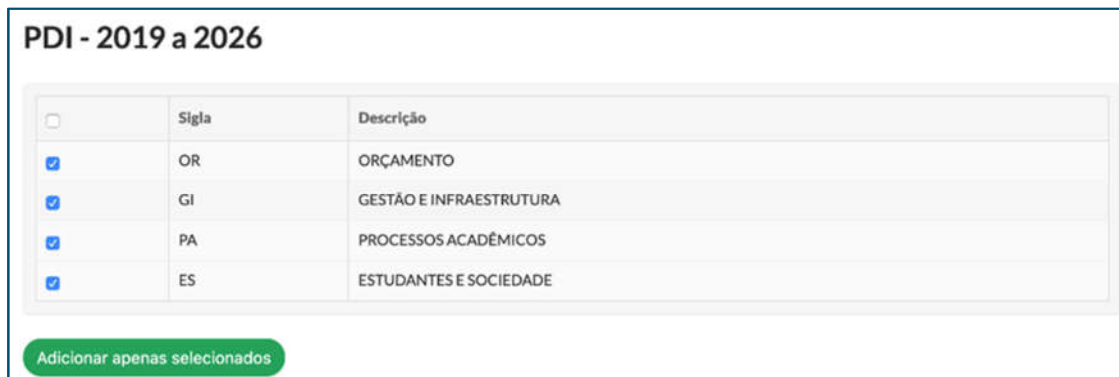 PDI - 2019 a 2026
Sigla Descrição
OR ORÇAMENTO
GI GESTÃO E INFRAESTRUTURA
PA PROCESSOS ACADÊMICOS
ES ESTUDANTES E SOCIEDADE
Adicionar apenas selecionados